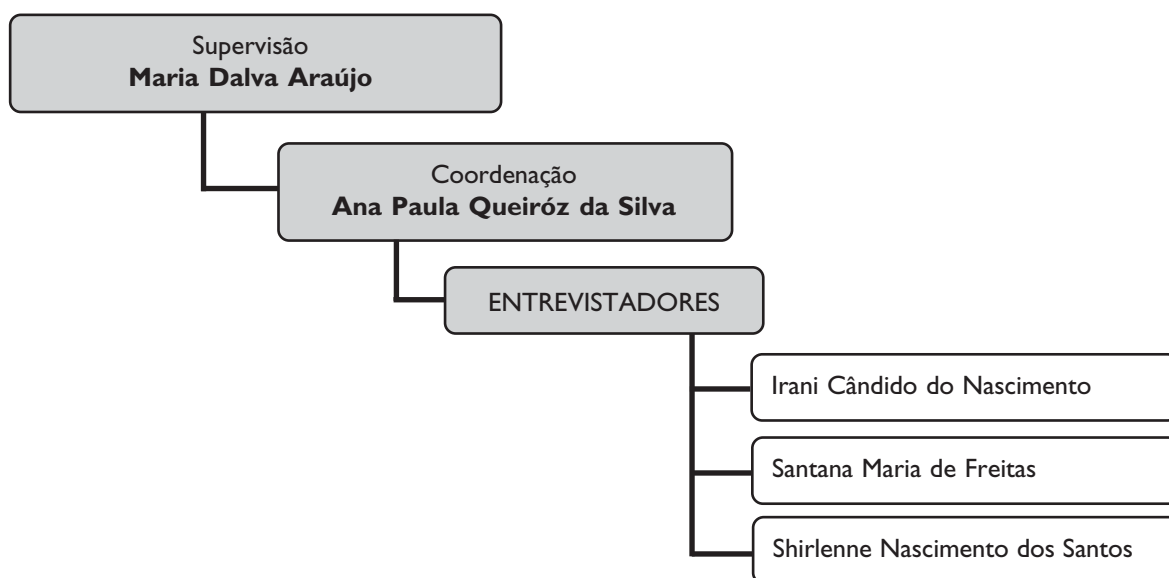 Supervisão
Maria Dalva Araújo
Coordenação
Ana Paula Queiróz da Silva
ENTREVISTADORES
Irani Cândido do Nascimento
Santana Maria de Freitas
Shirlenne Nascimento dos Santos